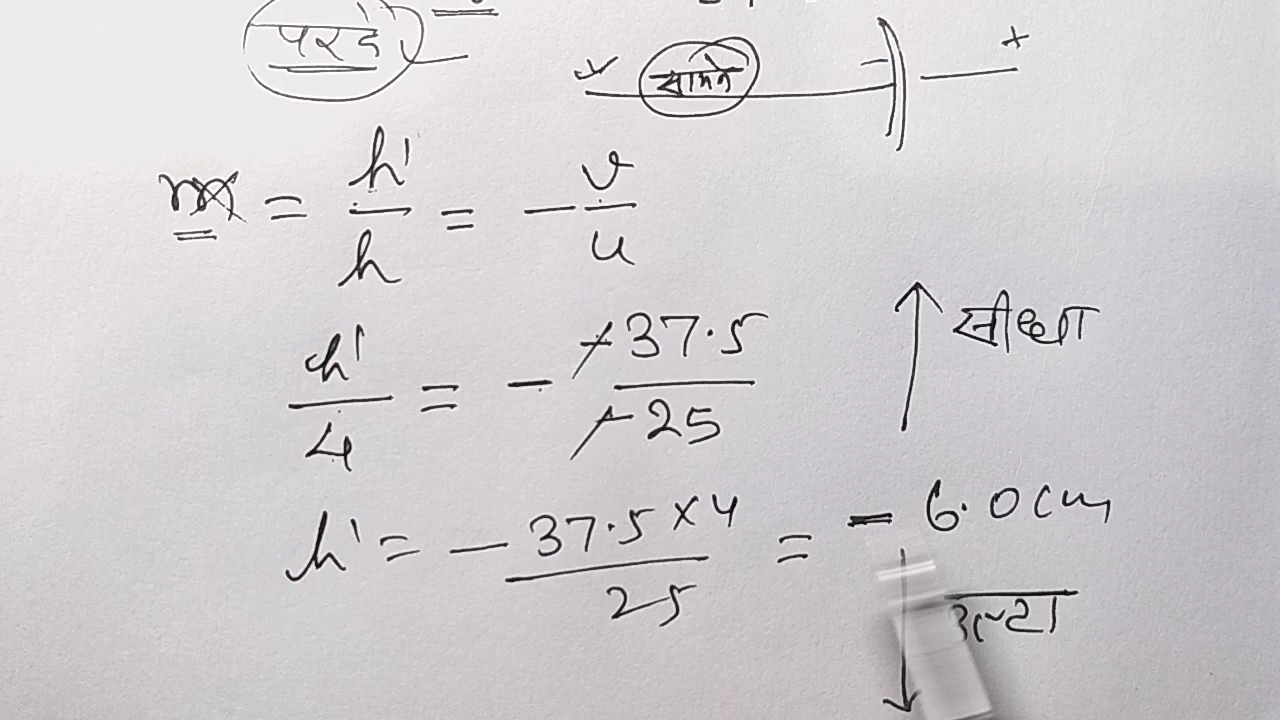 परदे
सामने
- +
m = h'/h = - v/u
h'/4 = - -37.5/-25
सीधा
h' = - 37.5 x 4/25 = - 6.0 cm
उल्टा